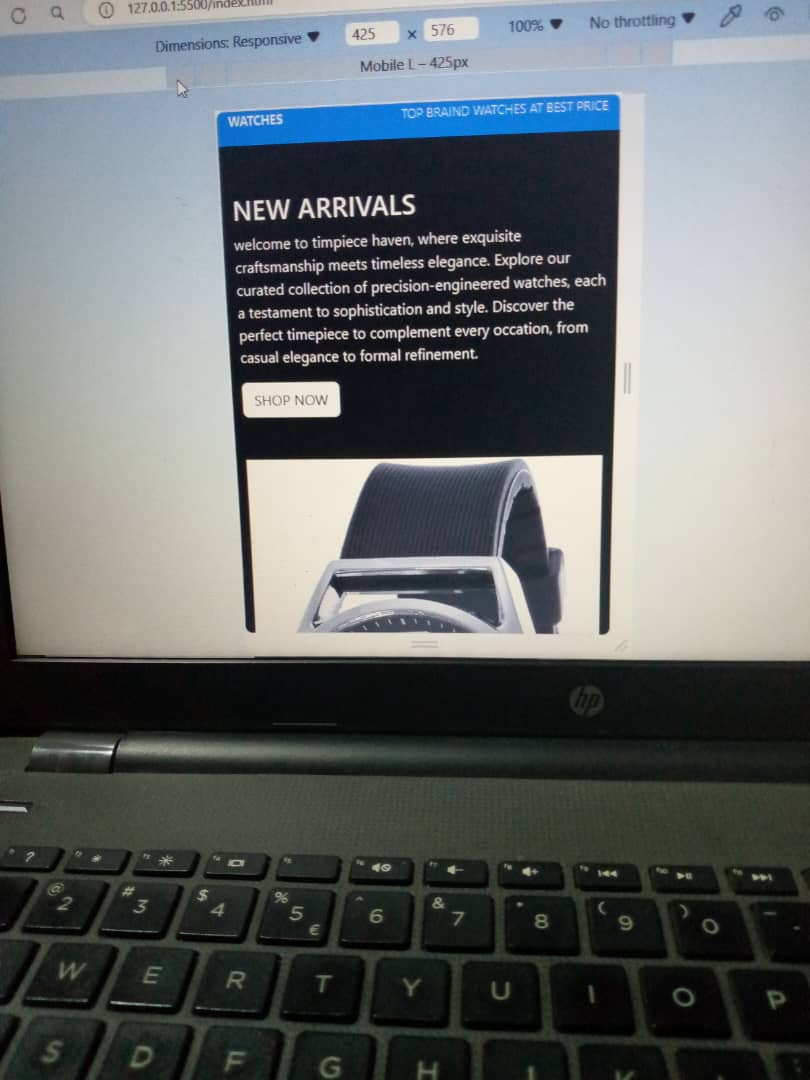 127.0.0.1:5500/index.html
Dimensions: Responsive 425 x 576 100% No throttling
Mobile L – 425px
WATCHES TOP BRAIND WATCHES AT BEST PRICE
NEW ARRIVALS
welcome to timpiece haven, where exquisite
craftsmanship meets timeless elegance. Explore our
curated collection of precision-engineered watches, each
a testament to sophistication and style. Discover the
perfect timepiece to complement every occation, from
casual elegance to formal refinement.
SHOP NOW
hp
?
@ 2 # 3 $ 4 % 5 € ^ 6 & 7 * 8 ( 9 ) 0 -
W E R T Y U I O P
S D F G H